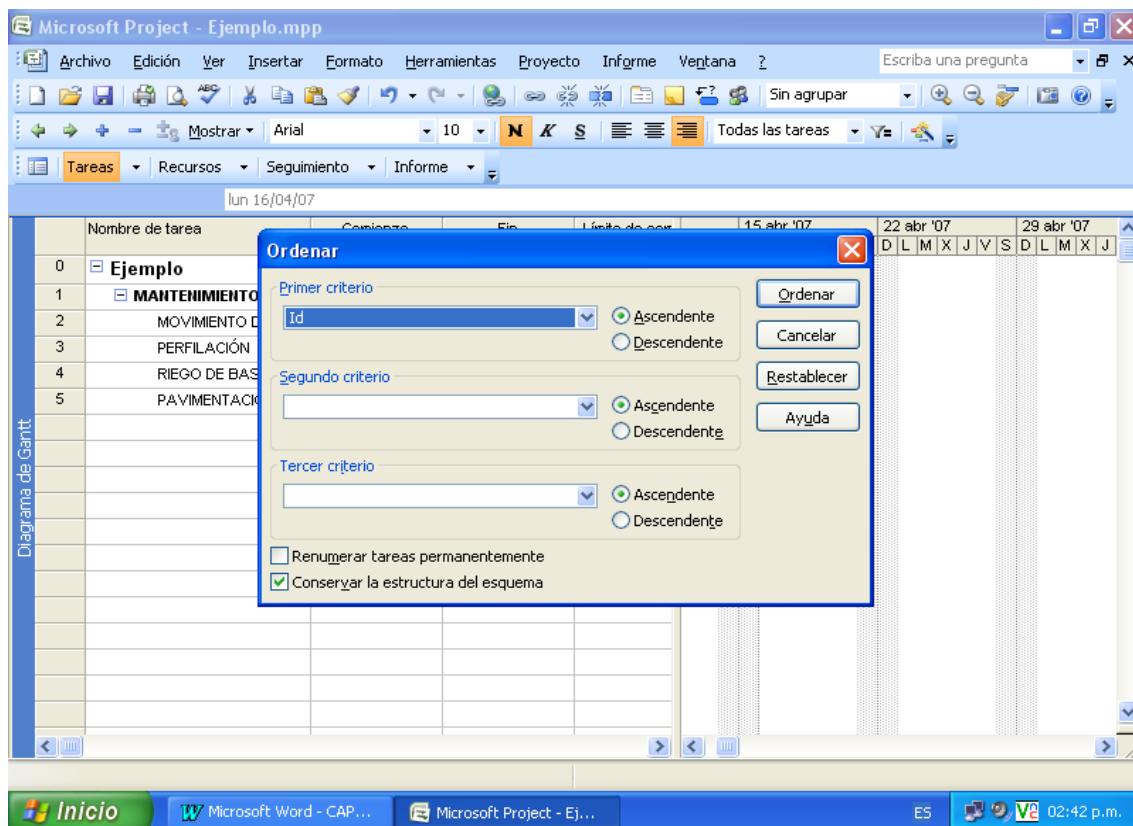 Microsoft Project - Ejemplo.mpp
Archivo Edición Ver Insertar Formato Herramientas Proyecto Informe Ventana ? Escriba una pregunta
ABC Sin agrupar
Mostrar Arial 10 N K S Todas las tareas
Tareas Recursos Seguimiento Informe
lun 16/04/07
Nombre de tarea Comienzo Fin 15 abr '07 22 abr '07 29 abr '07
D L M X J V S D L M X J
0 Ejemplo
1 MANTENIMIENTO
2 MOVIMIENTO D
3 PERFILACIÓN
4 RIEGO DE BAS
5 PAVIMENTACIO
Diagrama de Gantt
Ordenar
Primer criterio
Id
Ascendente
Descendente
Segundo criterio
Ascendente
Descendente
Tercer criterio
Ascendente
Descendente
Renumerar tareas permanentemente
Conservar la estructura del esquema
Ordenar
Cancelar
Restablecer
Ayuda
Inicio Microsoft Word - CAP... Microsoft Project - Ej... ES 02:42 p.m.